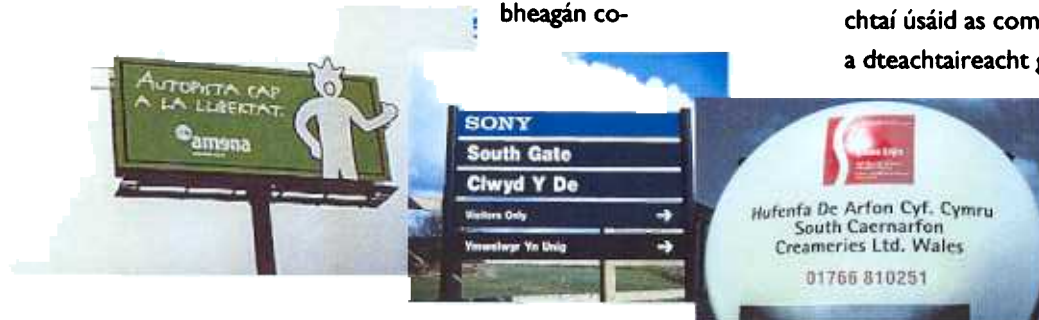 bheagán co-
chtaí úsáid as com
a dteachtaireacht g
AUTOPISTA CAP
A LA LLIBERTAT.
amena
SONY
South Gate
Clwyd Y De
Visitors Only
Ymwelwyr Yn Unig
Hufenfa De Arfon Cyf. Cymru
South Caernarfon
Creameries Ltd. Wales
01766 810251